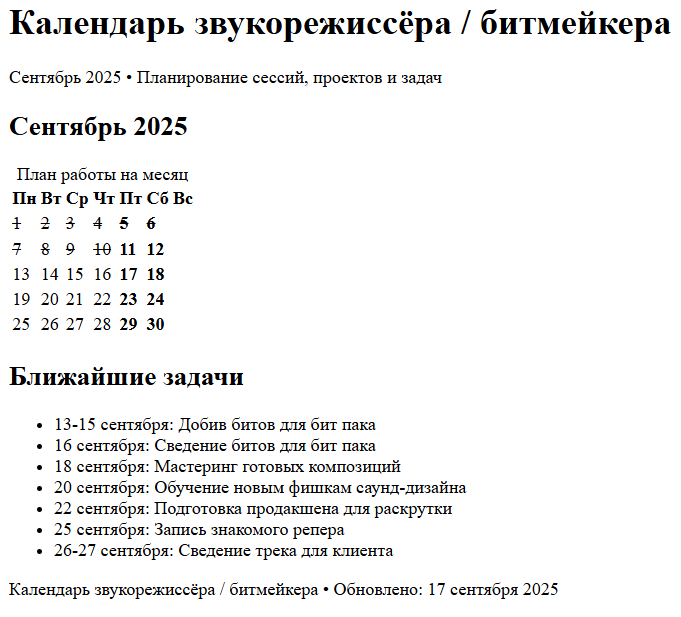 Календарь звукорежиссёра / битмейкера
Сентябрь 2025 • Планирование сессий, проектов и задач
Сентябрь 2025
План работы на месяц
Пн Вт Ср Чт Пт Сб Вс
1 2 3 4 5 6
7 8 9 10 11 12
13 14 15 16 17 18
19 20 21 22 23 24
25 26 27 28 29 30
Ближайшие задачи
• 13-15 сентября: Добив битов для бит пака
• 16 сентября: Сведение битов для бит пака
• 18 сентября: Мастеринг готовых композиций
• 20 сентября: Обучение новым фишкам саунд-дизайна
• 22 сентября: Подготовка продакшена для раскрутки
• 25 сентября: Запись знакомого репера
• 26-27 сентября: Сведение трека для клиента
Календарь звукорежиссёра / битмейкера • Обновлено: 17 сентября 2025